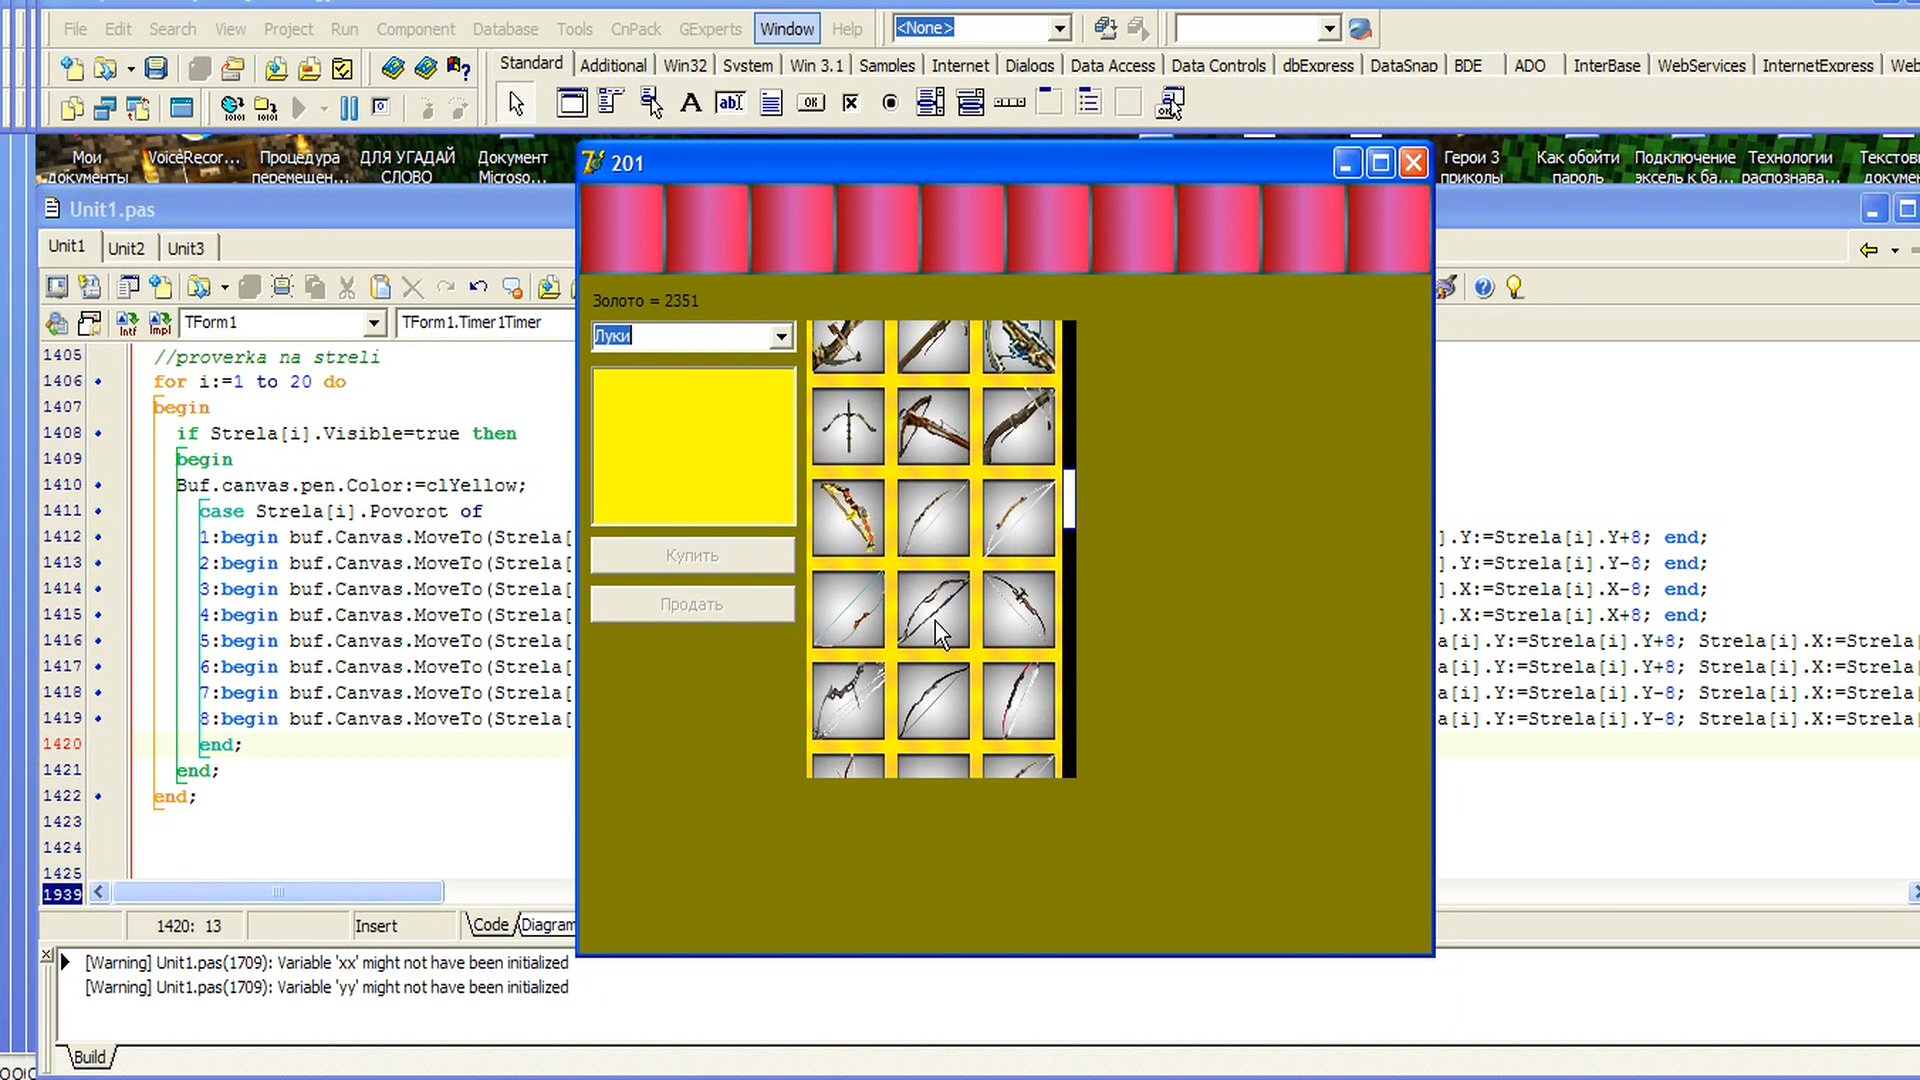 File Edit Search View Project Run Component Database Tools CnPack GExperts Window Help <None>
Standard Additional Win32 System Win 3.1 Samples Internet Dialogs Data Access Data Controls dbExpress DataSnap BDE ADO InterBase WebServices InternetExpress Web
Мои документы
VoiceRecor...
Процедура перемещен...
ДЛЯ УГАДАЙ СЛОВО
Документ Microso...
Герои 3 приколы
Как обойти пароль
Подключение эксель к ба...
Технологии распознава...
201
Unit1.pas
Unit1 Unit2 Unit3
TForm1 TForm1.Timer1Timer
Золото = 2351
Луки
Купить
Продать
1405 //proverka na streli
1406 for i:=1 to 20 do
1407 begin
1408 if Strela[i].Visible=true then
1409 begin
1410 Buf.canvas.pen.Color:=clYellow;
1411 case Strela[i].Povorot of
1412 1:begin buf.Canvas.MoveTo(Strela[ ].Y:=Strela[i].Y+8; end;
1413 2:begin buf.Canvas.MoveTo(Strela[ ].Y:=Strela[i].Y-8; end;
1414 3:begin buf.Canvas.MoveTo(Strela[ ].X:=Strela[i].X-8; end;
1415 4:begin buf.Canvas.MoveTo(Strela[ ].X:=Strela[i].X+8; end;
1416 5:begin buf.Canvas.MoveTo(Strela[ a[i].Y:=Strela[i].Y+8; Strela[i].X:=Strela
1417 6:begin buf.Canvas.MoveTo(Strela[ a[i].Y:=Strela[i].Y+8; Strela[i].X:=Strela
1418 7:begin buf.Canvas.MoveTo(Strela[ a[i].Y:=Strela[i].Y-8; Strela[i].X:=Strela
1419 8:begin buf.Canvas.MoveTo(Strela[ a[i].Y:=Strela[i].Y-8; Strela[i].X:=Strela
1420 end;
1421 end;
1422 end;
1423
1424
1425
1939
1420: 13 Insert Code Diagram
[Warning] Unit1.pas(1709): Variable 'xx' might not have been initialized
[Warning] Unit1.pas(1709): Variable 'yy' might not have been initialized
Build